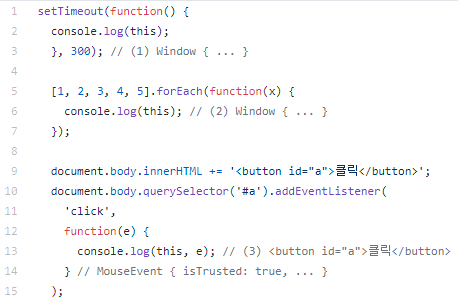 1 setTimeout(function() {
2 console.log(this);
3 }, 300); // (1) Window { ... }
4
5 [1, 2, 3, 4, 5].forEach(function(x) {
6 console.log(this); // (2) Window { ... }
7 });
8
9 document.body.innerHTML += '<button id="a">클릭</button>';
10 document.body.querySelector('#a').addEventListener(
11 'click',
12 function(e) {
13 console.log(this, e); // (3) <button id="a">클릭</button>
14 } // MouseEvent { isTrusted: true, ... }
15 );